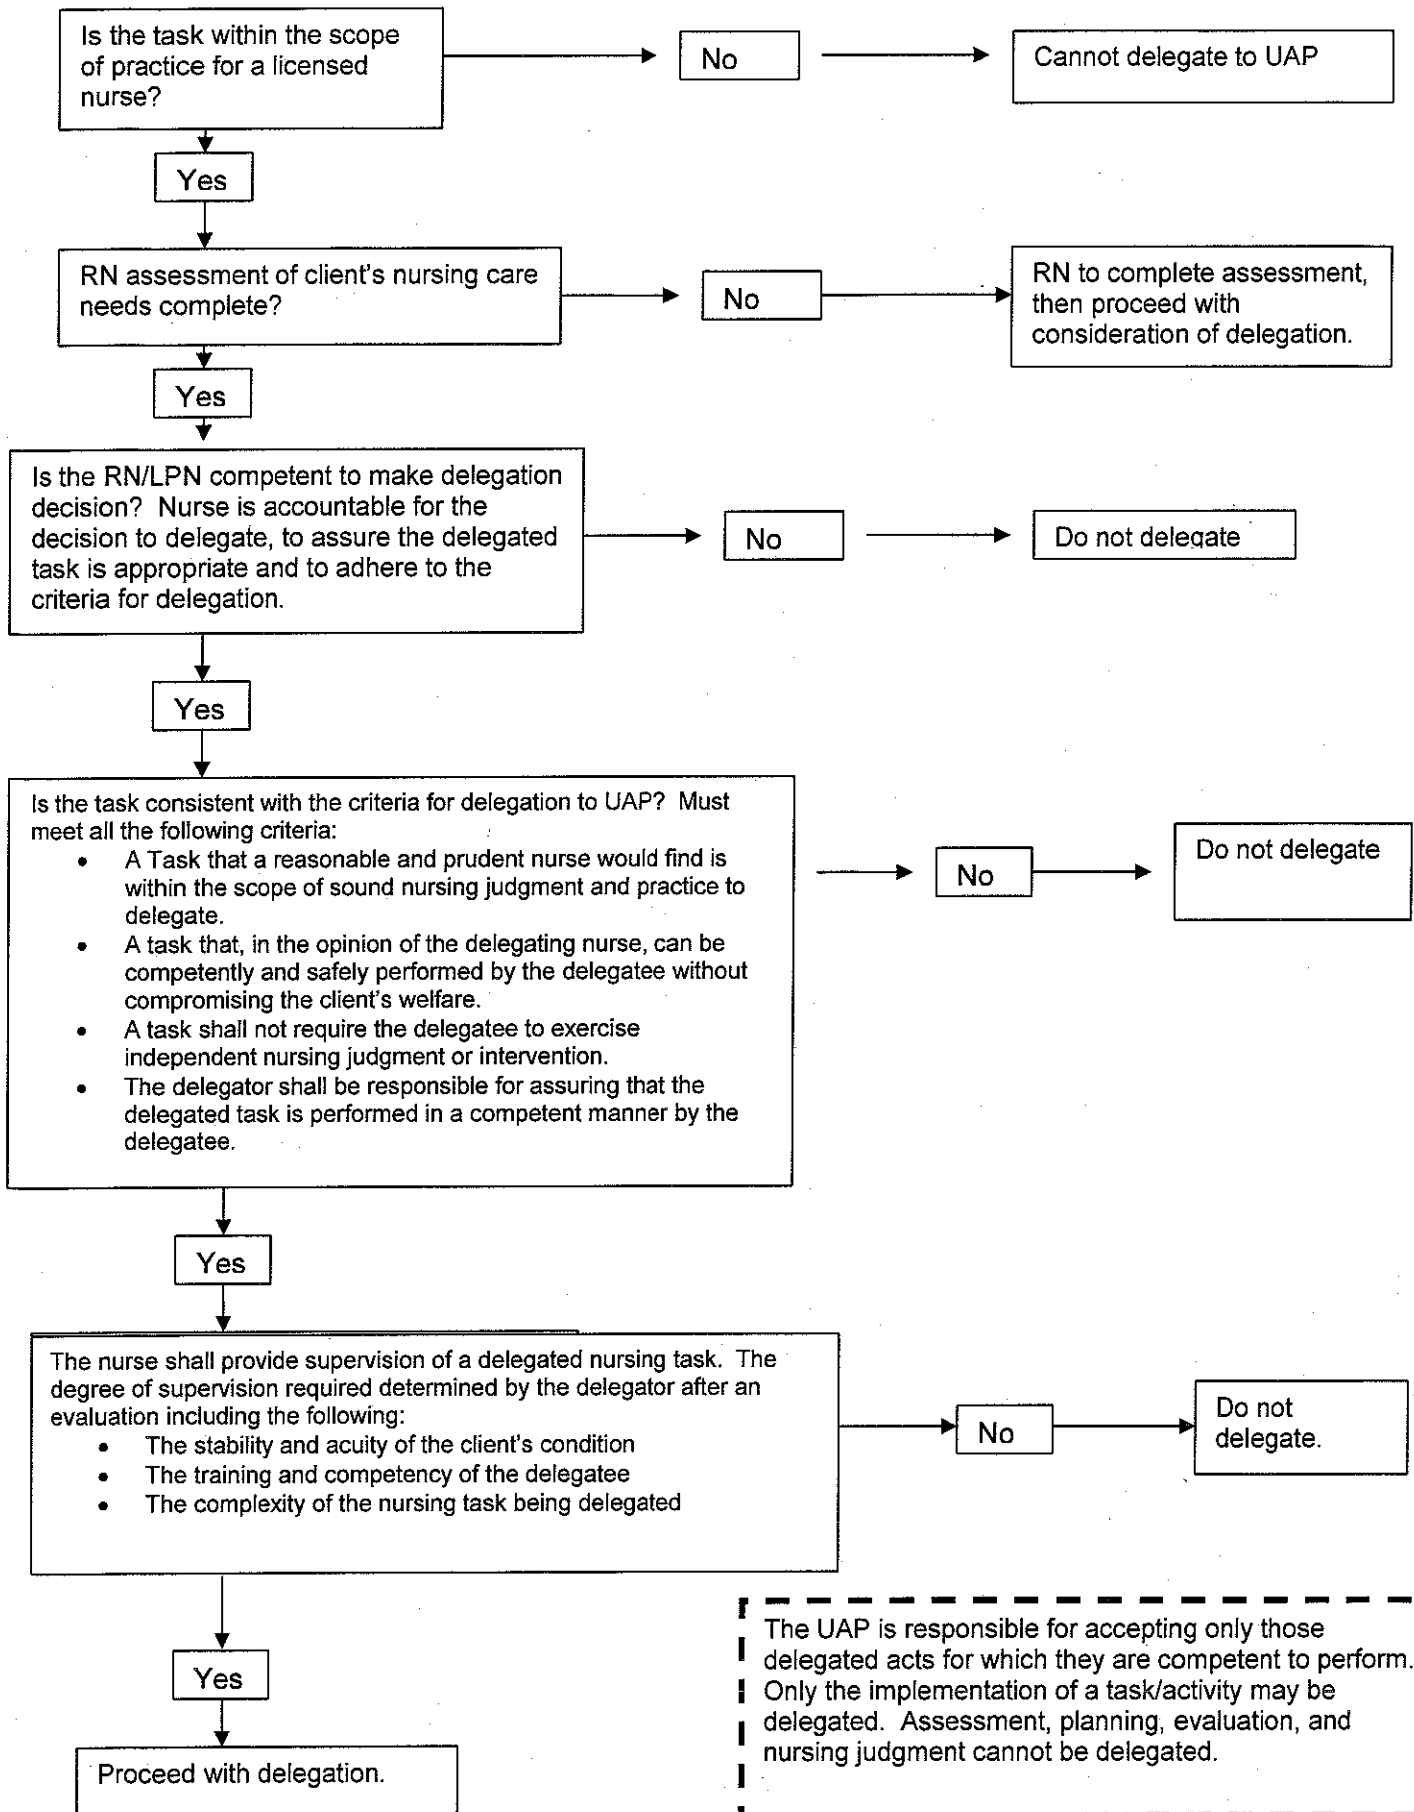 Is the task within the scope
of practice for a licensed
nurse?
No
Cannot delegate to UAP
Yes
RN assessment of client's nursing care
needs complete?
No
RN to complete assessment,
then proceed with
consideration of delegation.
Yes
Is the RN/LPN competent to make delegation
decision? Nurse is accountable for the
decision to delegate, to assure the delegated
task is appropriate and to adhere to the
criteria for delegation.
No
Do not delegate
Yes
Is the task consistent with the criteria for delegation to UAP? Must
meet all the following criteria:
• A Task that a reasonable and prudent nurse would find is
within the scope of sound nursing judgment and practice to
delegate.
• A task that, in the opinion of the delegating nurse, can be
competently and safely performed by the delegatee without
compromising the client's welfare.
• A task shall not require the delegatee to exercise
independent nursing judgment or intervention.
• The delegator shall be responsible for assuring that the
delegated task is performed in a competent manner by the
delegatee.
No
Do not delegate
Yes
The nurse shall provide supervision of a delegated nursing task. The
degree of supervision required determined by the delegator after an
evaluation including the following:
• The stability and acuity of the client's condition
• The training and competency of the delegatee
• The complexity of the nursing task being delegated
No
Do not
delegate.
Yes
Proceed with delegation.
The UAP is responsible for accepting only those
delegated acts for which they are competent to perform.
Only the implementation of a task/activity may be
delegated. Assessment, planning, evaluation, and
nursing judgment cannot be delegated.